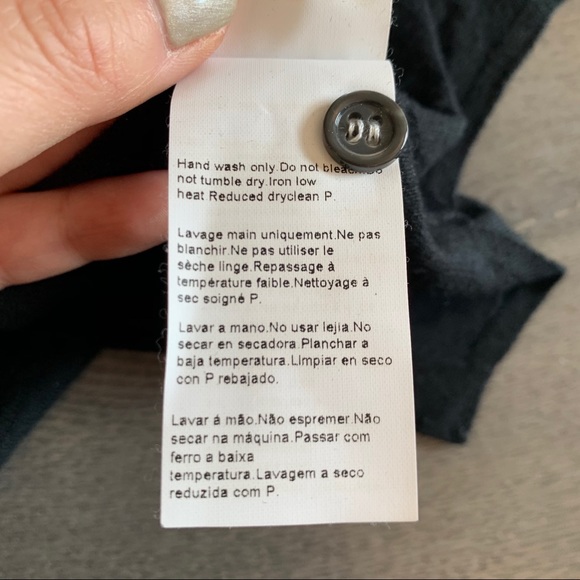 Hand wash only.Do not bleach.Do
not tumble dry.Iron low
heat Reduced dryclean P.
Lavage main uniquement.Ne pas
blanchir.Ne pas utiliser le
sèche linge.Repassage à
température faible.Nettoyage à
sec soigné P.
Lavar a mano.No usar lejia.No
secar en secadora.Planchar a
baja temperatura.LImpiar en seco
con P rebajado.
Lavar á mão.Não espremer.Não
secar na máquina.Passar com
ferro a baixa
temperatura.Lavagem a seco
reduzida com P.